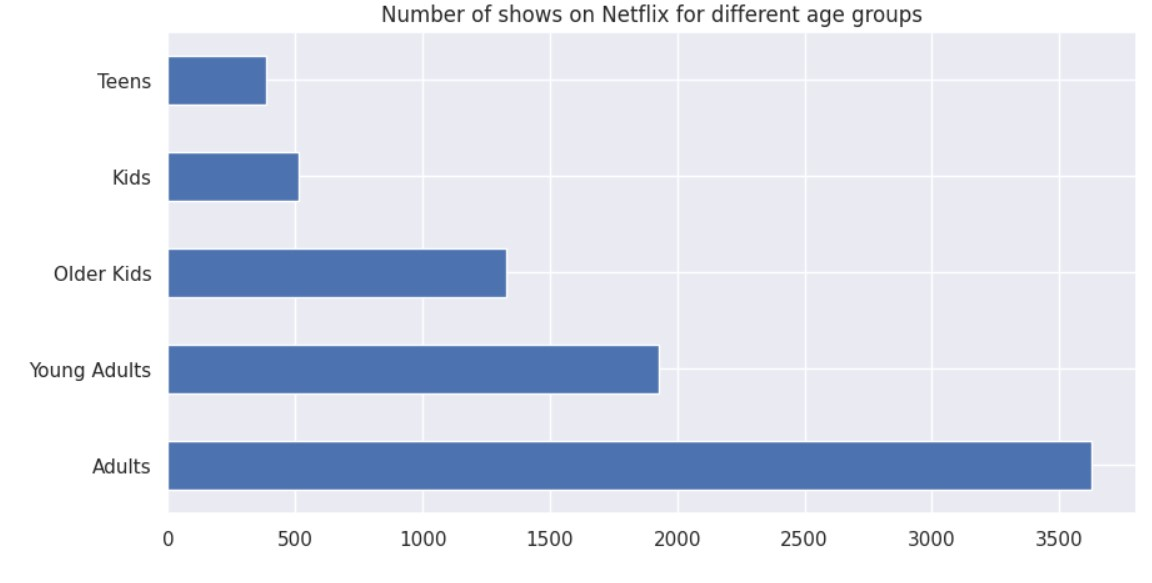 Number of shows on Netflix for different age groups
Teens
Kids
Older Kids
Young Adults
Adults
0 500 1000 1500 2000 2500 3000 3500